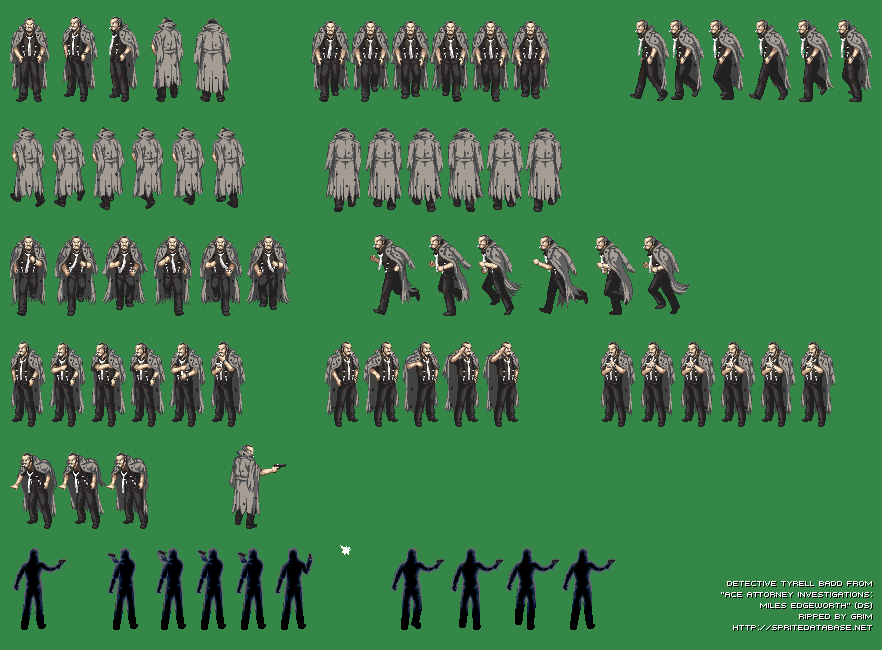 DETECTIVE TYRELL BADD FROM
"ACE ATTORNEY INVESTIGATIONS:
MILES EDGEWORTH" (DS)
RIPPED BY GRIM
HTTP://SPRITEDATABASE.NET